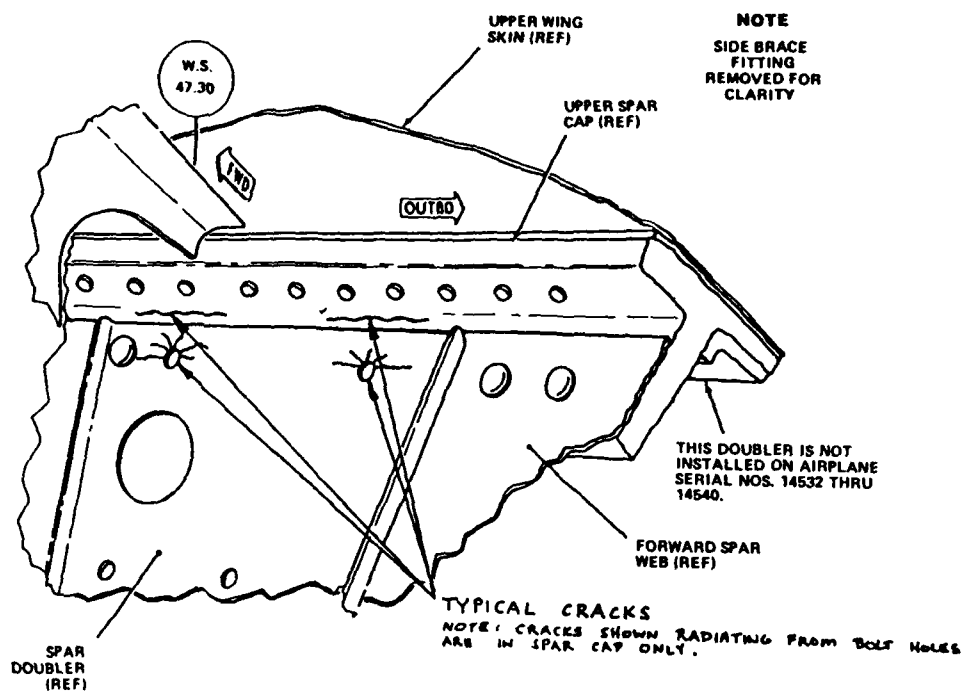 UPPER WING
SKIN (REF)
NOTE
SIDE BRACE
FITTING
REMOVED FOR
CLARITY
W.S.
47.30
UPPER SPAR
CAP (REF)
FWD
OUTBD
THIS DOUBLER IS NOT
INSTALLED ON AIRPLANE
SERIAL NOS. 14532 THRU
14540.
FORWARD SPAR
WEB (REF)
TYPICAL CRACKS
NOTE: CRACKS SHOWN RADIATING FROM BOLT HOLES
ARE IN SPAR CAP ONLY.
SPAR
DOUBLER
(REF)